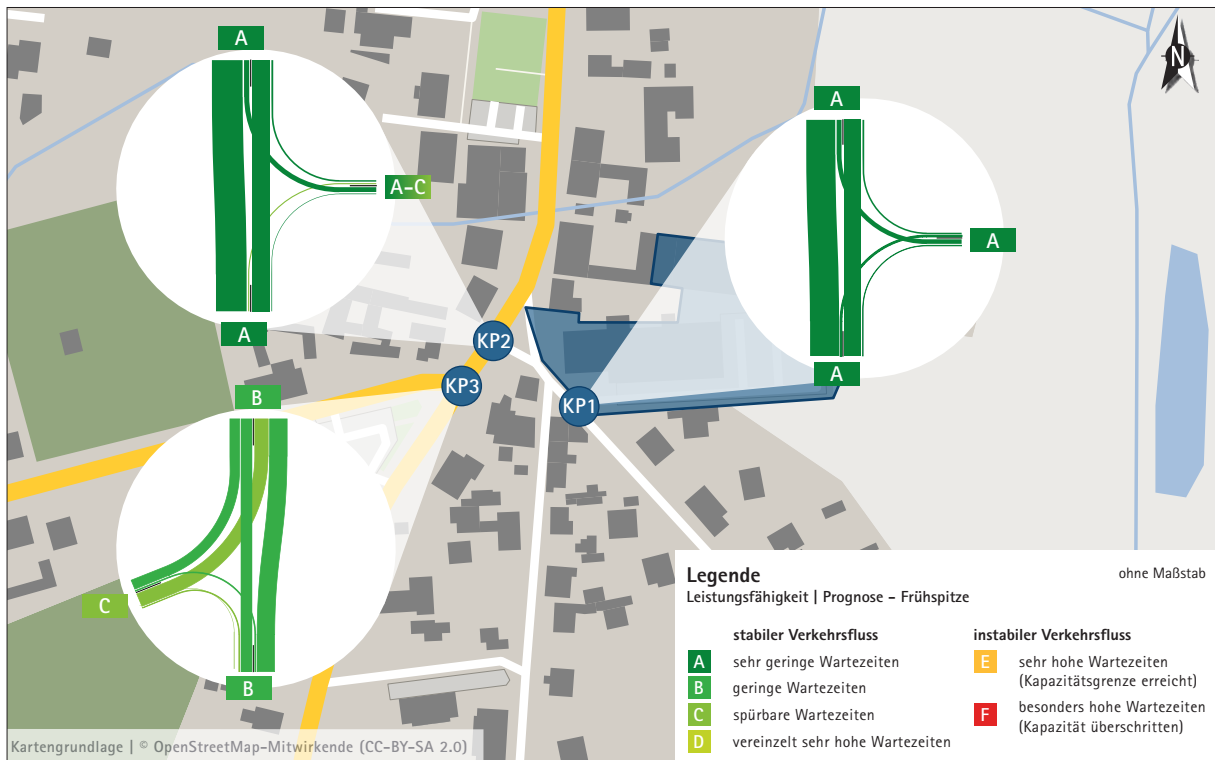 A
N
A
A-C
A
A
KP2
A
KP3
B
KP1
A
C
Legende
ohne Maßstab
Leistungsfähigkeit | Prognose – Frühspitze
stabiler Verkehrsfluss
instabiler Verkehrsfluss
A sehr geringe Wartezeiten
E sehr hohe Wartezeiten
(Kapazitätsgrenze erreicht)
B geringe Wartezeiten
B
C spürbare Wartezeiten
F besonders hohe Wartezeiten
(Kapazität überschritten)
D vereinzelt sehr hohe Wartezeiten
Kartengrundlage | © OpenStreetMap-Mitwirkende (CC-BY-SA 2.0)